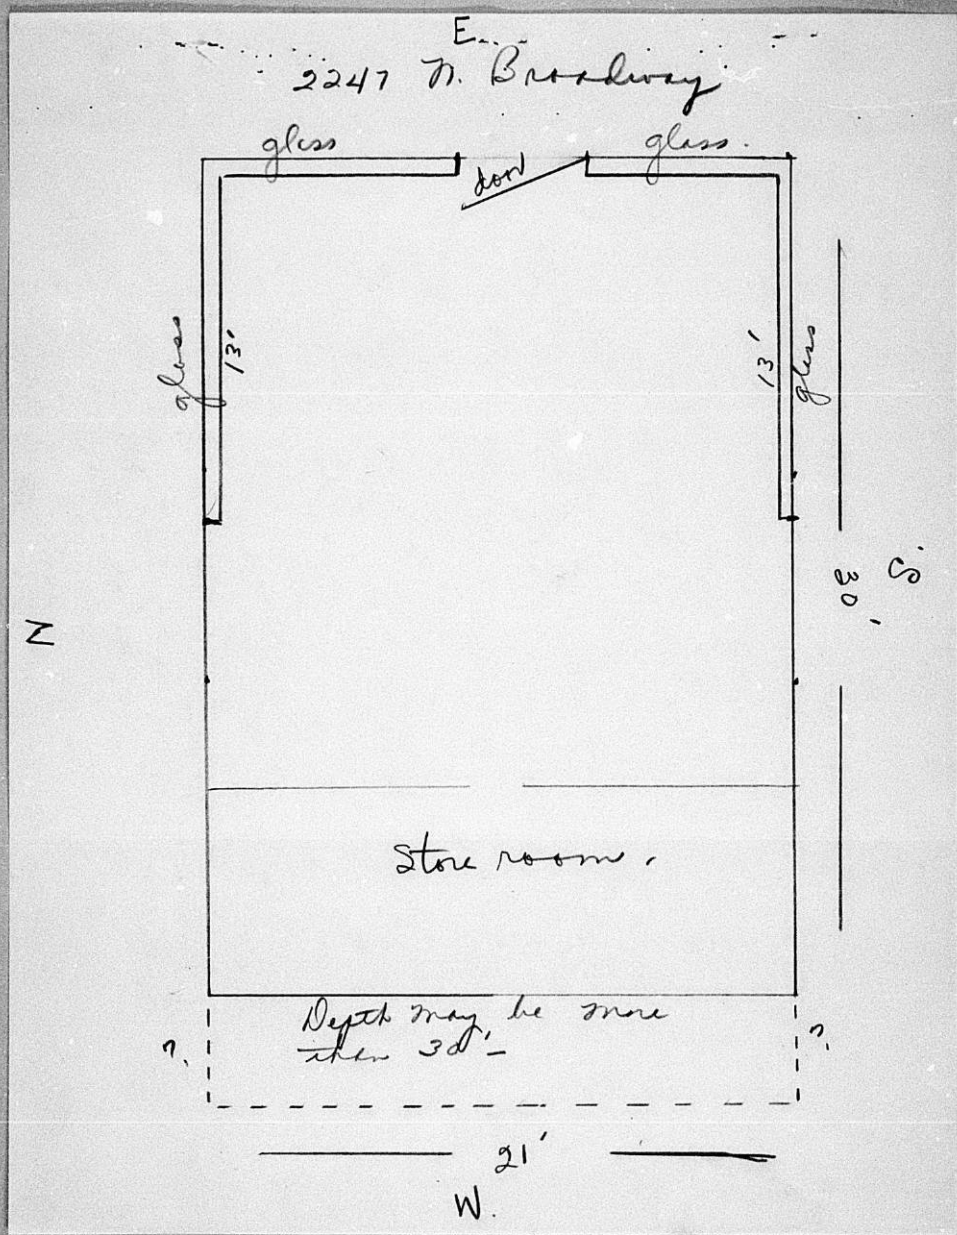 E.
2247 N. Broadway
glass
glass.
door
glass
13'
13'
glass
30'
S.
N
Store room.
Depth may be more
than 30'
?
?
21'
W.